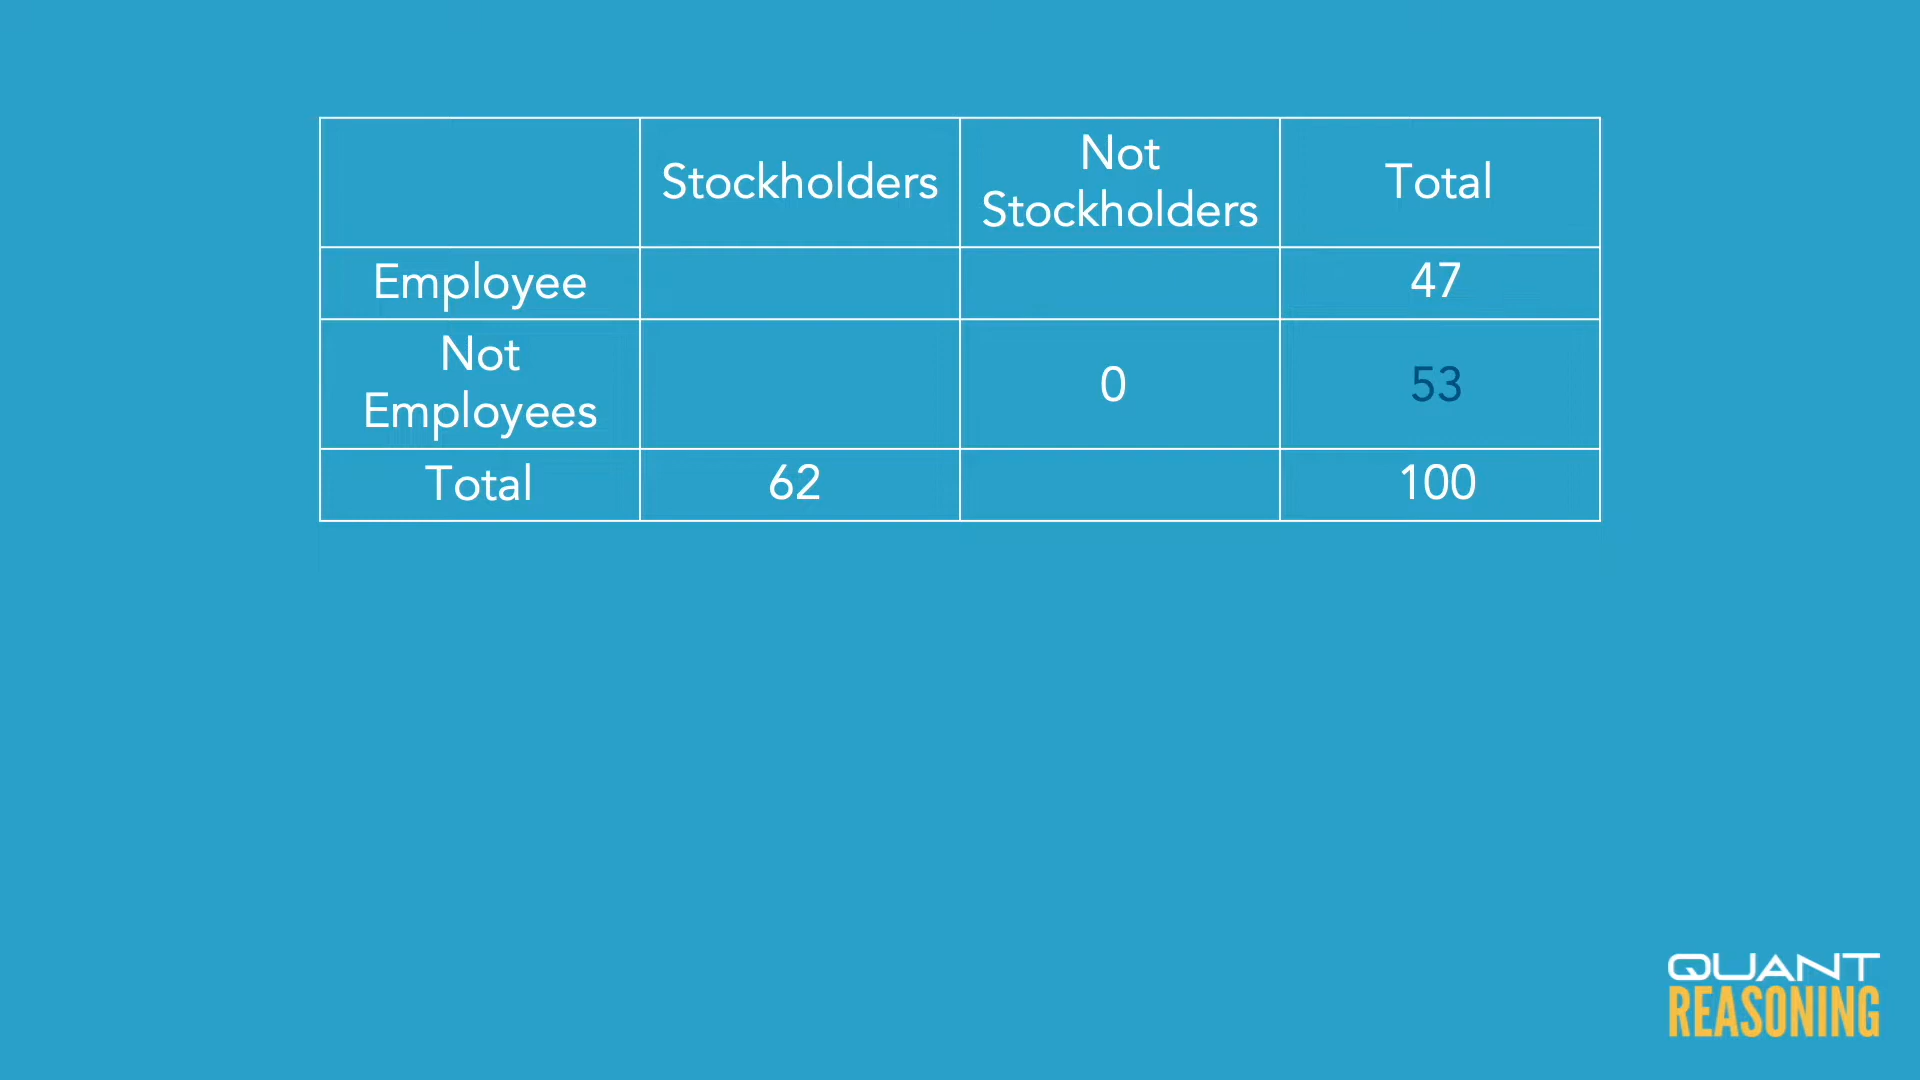 Stockholders
Not
Stockholders
Total
Employee
47
Not
Employees
0
53
Total
62
100
QUANT
REASONING